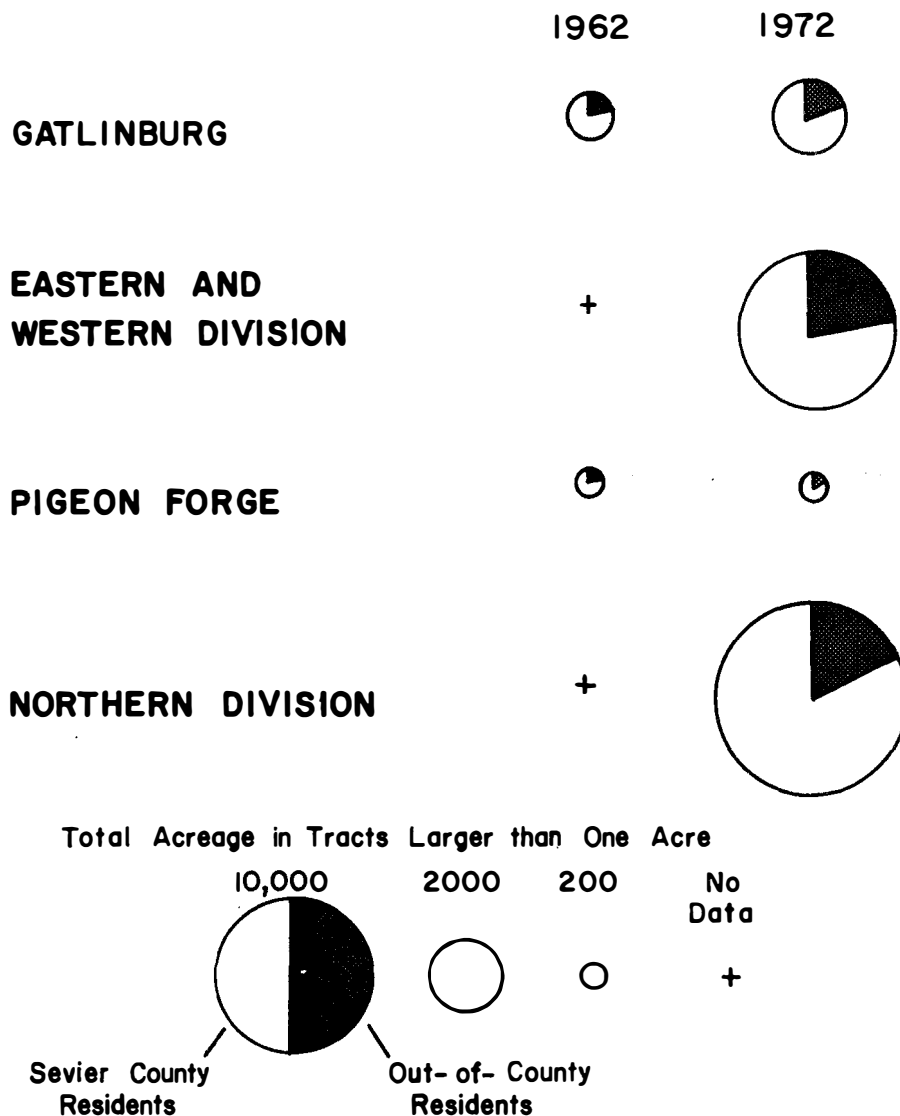 1962 1972
GATLINBURG
EASTERN AND
WESTERN DIVISION
+
PIGEON FORGE
NORTHERN DIVISION
+
Total Acreage in Tracts Larger than One Acre
10,000 2000 200 No
Data
+
Sevier County
Residents
Out-of-County
Residents